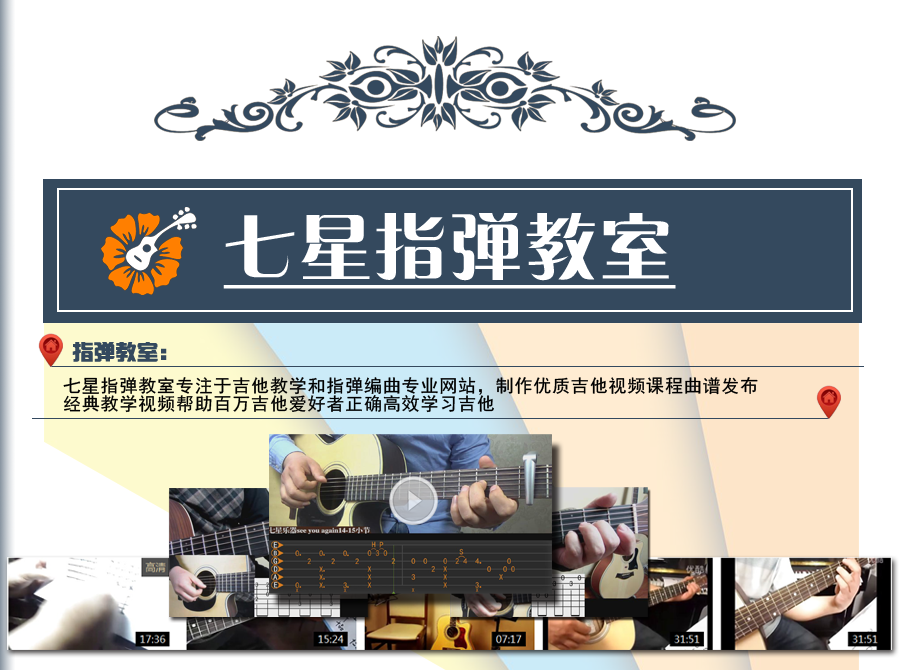 七星指弹教室
指弹教室:
七星指弹教室专注于吉他教学和指弹编曲专业网站，制作优质吉他视频课程曲谱发布
经典教学视频帮助百万吉他爱好者正确高效学习吉他
七星乐器see you again14-15小节
高清
17:36
15:24
07:17
31:51
31:51